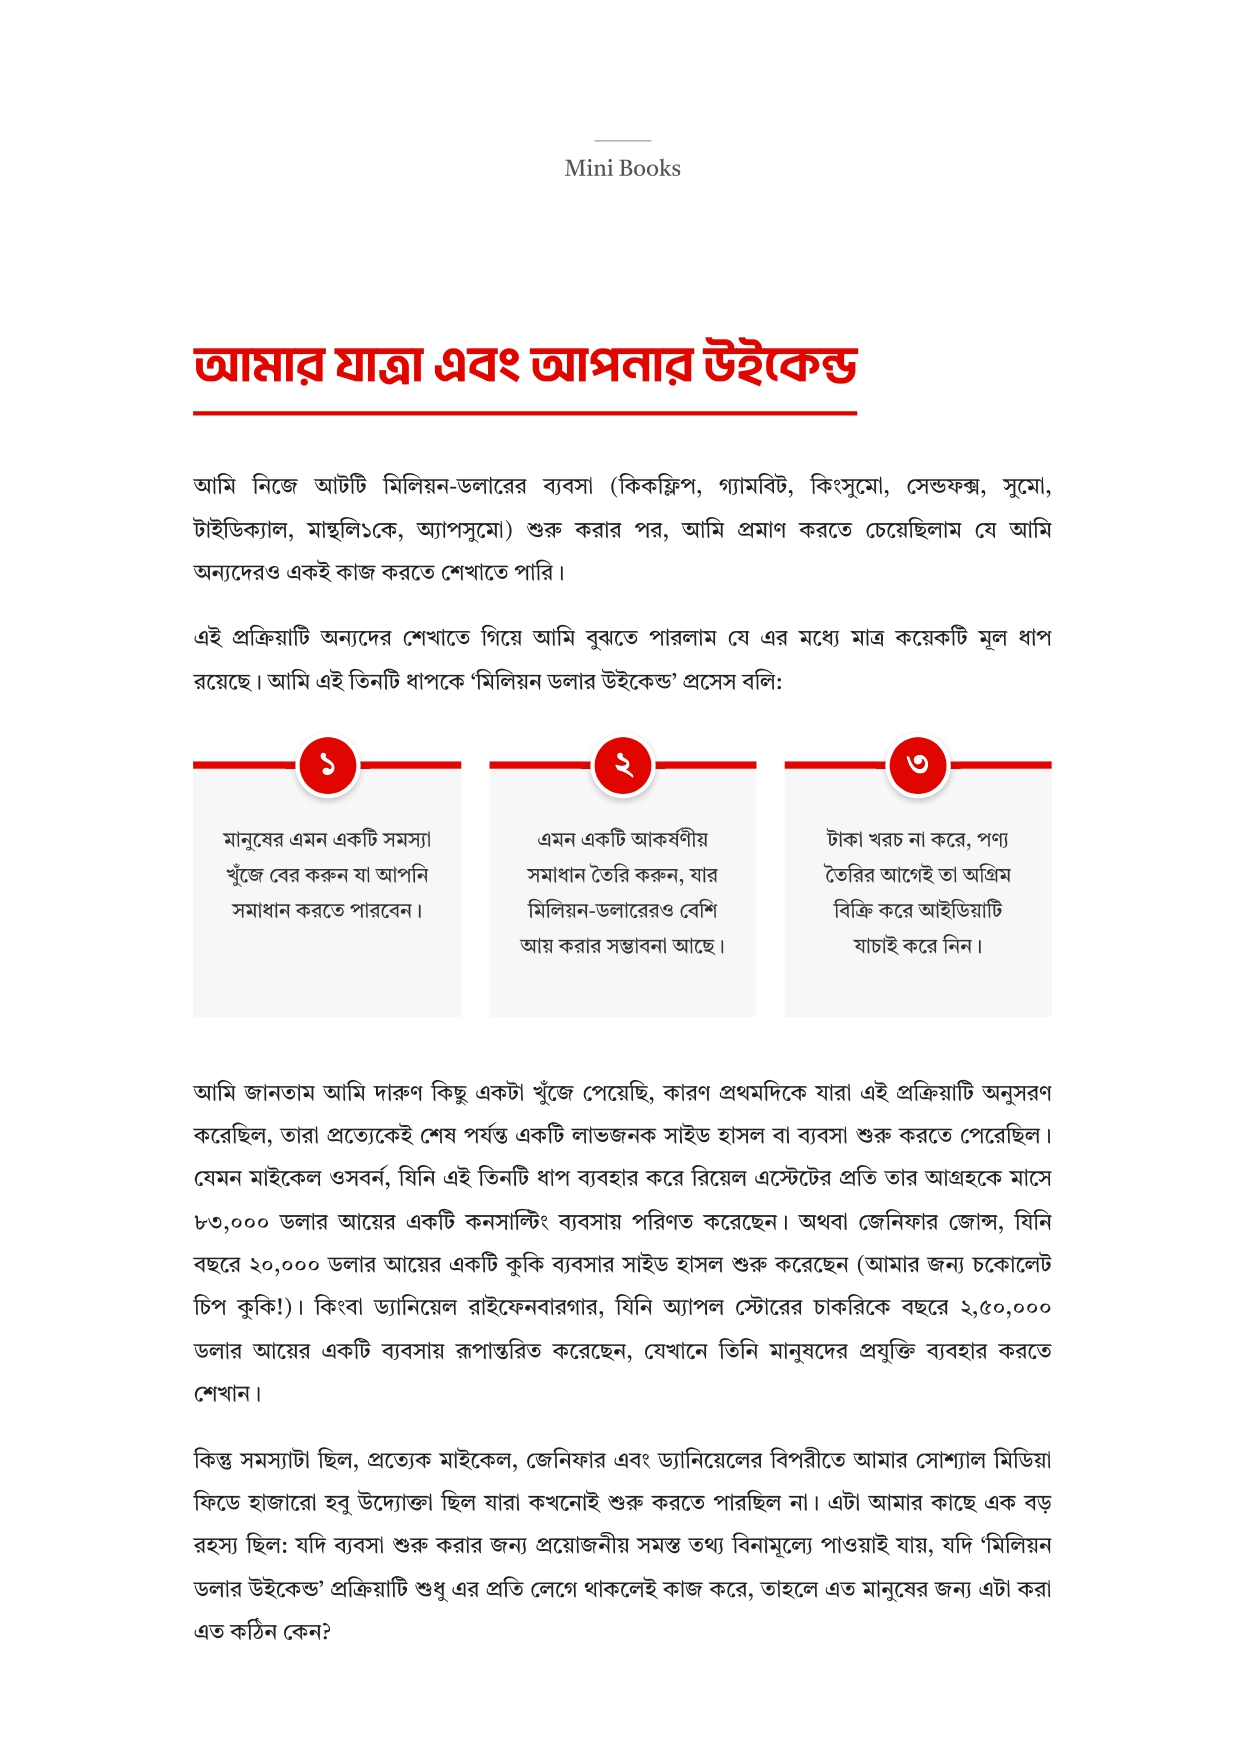 Mini Books
আমার যাত্রা এবং আপনার উইকেন্ড
আমি নিজে আটটি মিলিয়ন-ডলারের ব্যবসা (কিকফ্লিপ, গ্যামবিট, কিংসুমো, সেন্ডফক্স, সুমো,
টাইডিক্যাল, মান্থলি১কে, অ্যাপসুমো) শুরু করার পর, আমি প্রমাণ করতে চেয়েছিলাম যে আমি
অন্যদেরও একই কাজ করতে শেখাতে পারি।
এই প্রক্রিয়াটি অন্যদের শেখাতে গিয়ে আমি বুঝতে পারলাম যে এর মধ্যে মাত্র কয়েকটি মূল ধাপ
রয়েছে। আমি এই তিনটি ধাপকে ‘মিলিয়ন ডলার উইকেন্ড’ প্রসেস বলি:
১
মানুষের এমন একটি সমস্যা
খুঁজে বের করুন যা আপনি
সমাধান করতে পারবেন।
২
এমন একটি আকর্ষণীয়
সমাধান তৈরি করুন, যার
মিলিয়ন-ডলারেরও বেশি
আয় করার সম্ভাবনা আছে।
৩
টাকা খরচ না করে, পণ্য
তৈরির আগেই তা অগ্রিম
বিক্রি করে আইডিয়াটি
যাচাই করে নিন।
আমি জানতাম আমি দারুণ কিছু একটা খুঁজে পেয়েছি, কারণ প্রথমদিকে যারা এই প্রক্রিয়াটি অনুসরণ
করেছিল, তারা প্রত্যেকেই শেষ পর্যন্ত একটি লাভজনক সাইড হাসল বা ব্যবসা শুরু করতে পেরেছিল।
যেমন মাইকেল ওসবর্ন, যিনি এই তিনটি ধাপ ব্যবহার করে রিয়েল এস্টেটের প্রতি তার আগ্রহকে মাসে
৮৩,০০০ ডলার আয়ের একটি কনসাল্টিং ব্যবসায় পরিণত করেছেন। অথবা জেনিফার জোন্স, যিনি
বছরে ২০,০০০ ডলার আয়ের একটি কুকি ব্যবসার সাইড হাসল শুরু করেছেন (আমার জন্য চকোলেট
চিপ কুকি!)। কিংবা ড্যানিয়েল রাইফেনবারগার, যিনি অ্যাপল স্টোরের চাকরিকে বছরে ২,৫০,০০০
ডলার আয়ের একটি ব্যবসায় রূপান্তরিত করেছেন, যেখানে তিনি মানুষদের প্রযুক্তি ব্যবহার করতে
শেখান।
কিন্তু সমস্যাটা ছিল, প্রত্যেক মাইকেল, জেনিফার এবং ড্যানিয়েলের বিপরীতে আমার সোশ্যাল মিডিয়া
ফিডে হাজারো হবু উদ্যোক্তা ছিল যারা কখনোই শুরু করতে পারছিল না। এটা আমার কাছে এক বড়
রহস্য ছিল: যদি ব্যবসা শুরু করার জন্য প্রয়োজনীয় সমস্ত তথ্য বিনামূল্যে পাওয়াই যায়, যদি ‘মিলিয়ন
ডলার উইকেন্ড’ প্রক্রিয়াটি শুধু এর প্রতি লেগে থাকলেই কাজ করে, তাহলে এত মানুষের জন্য এটা করা
এত কঠিন কেন?